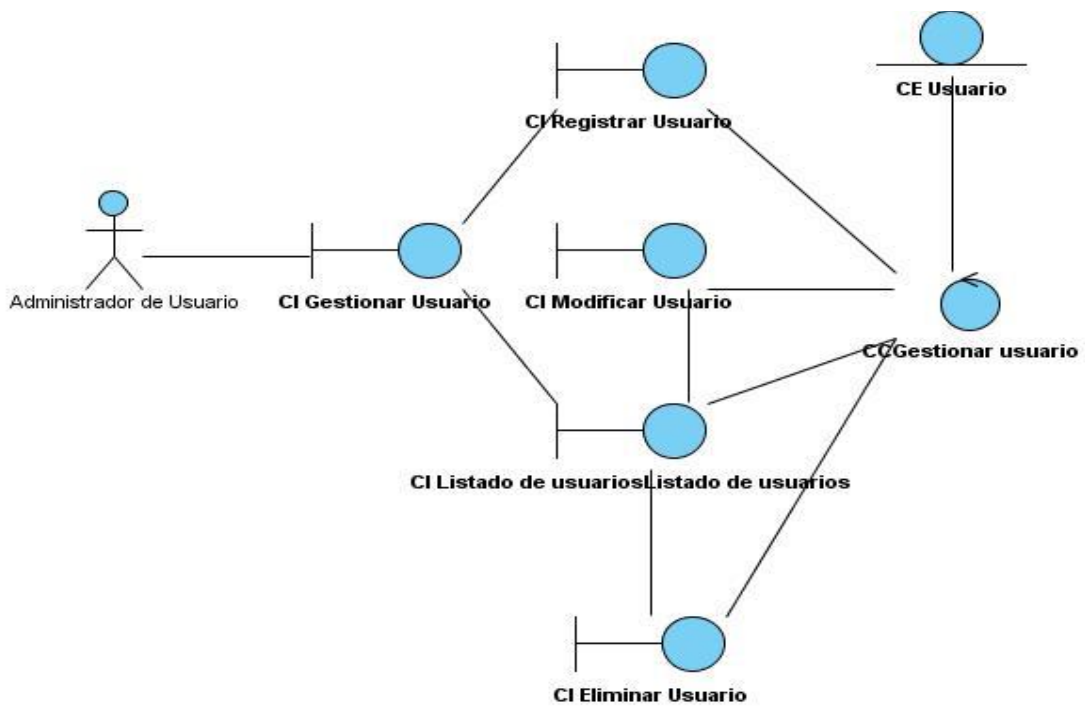 CE Usuario
CI Registrar Usuario
Administrador de Usuario
CI Gestionar Usuario
CI Modificar Usuario
CCGestionar usuario
CI Listado de usuariosListado de usuarios
CI Eliminar Usuario